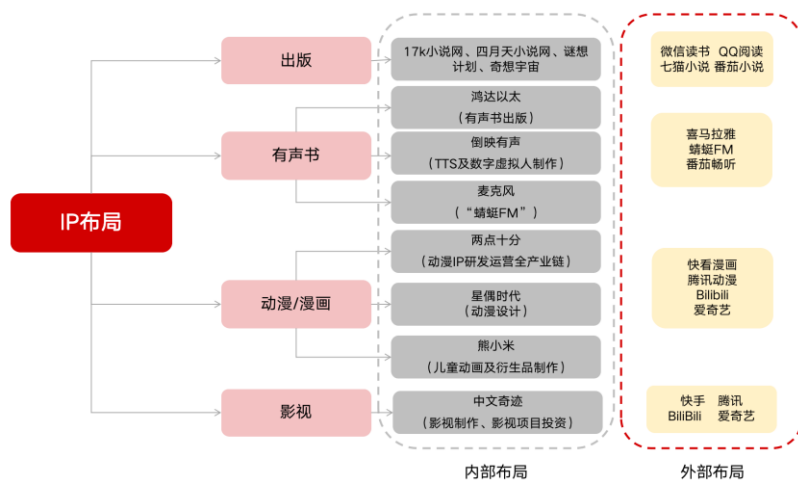 IP布局
出版
17k小说网、四月天小说网、谜想
计划、奇想宇宙
微信读书 QQ阅读
七猫小说 番茄小说
有声书
鸿达以太
（有声书出版）
倒映有声
（TTS及数字虚拟人制作）
麦克风
（“蜻蜓FM”）
喜马拉雅
蜻蜓FM
番茄畅听
动漫/漫画
两点十分
（动漫IP研发运营全产业链）
星偶时代
（动漫设计）
熊小米
（儿童动画及衍生品制作）
快看漫画
腾讯动漫
Bilibili
爱奇艺
影视
中文奇迹
（影视制作、影视项目投资）
快手 腾讯
BiliBili 爱奇艺
内部布局
外部布局